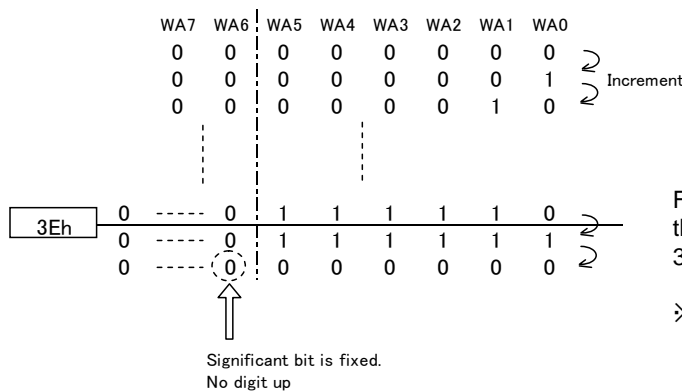 WA7 WA6 WA5 WA4 WA3 WA2 WA1 WA0
0 0 0 0 0 0 0 0
0 0 0 0 0 0 0 1
Increment
0 0 0 0 0 0 1 0
3Eh
0 ----- 0 1 1 1 1 1 0
0 ----- 0 1 1 1 1 1 1
0 ----- 0 0 0 0 0 0 0
3
※
Significant bit is fixed.
No digit up